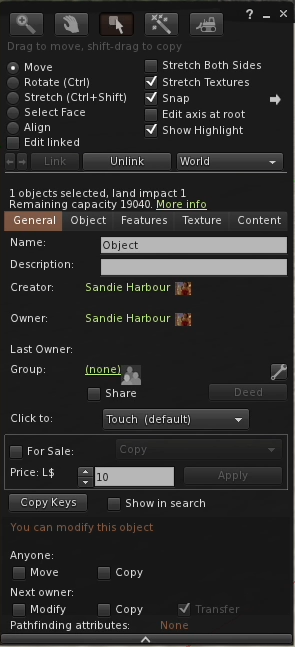 Drag to move, shift-drag to copy
Move
Rotate (Ctrl)
Stretch (Ctrl+Shift)
Select Face
Align
Edit linked
Stretch Both Sides
Stretch Textures
Snap
Edit axis at root
Show Highlight
Link Unlink World
1 objects selected, land impact 1
Remaining capacity 19040. More info
General Object Features Texture Content
Name: Object
Description:
Creator: Sandie Harbour
Owner: Sandie Harbour
Last Owner:
Group: (none)
Share Deed
Click to: Touch (default)
For Sale: Copy
Price: L$ 10 Apply
Copy Keys Show in search
You can modify this object
Anyone:
Move Copy
Next owner:
Modify Copy Transfer
Pathfinding attributes: None